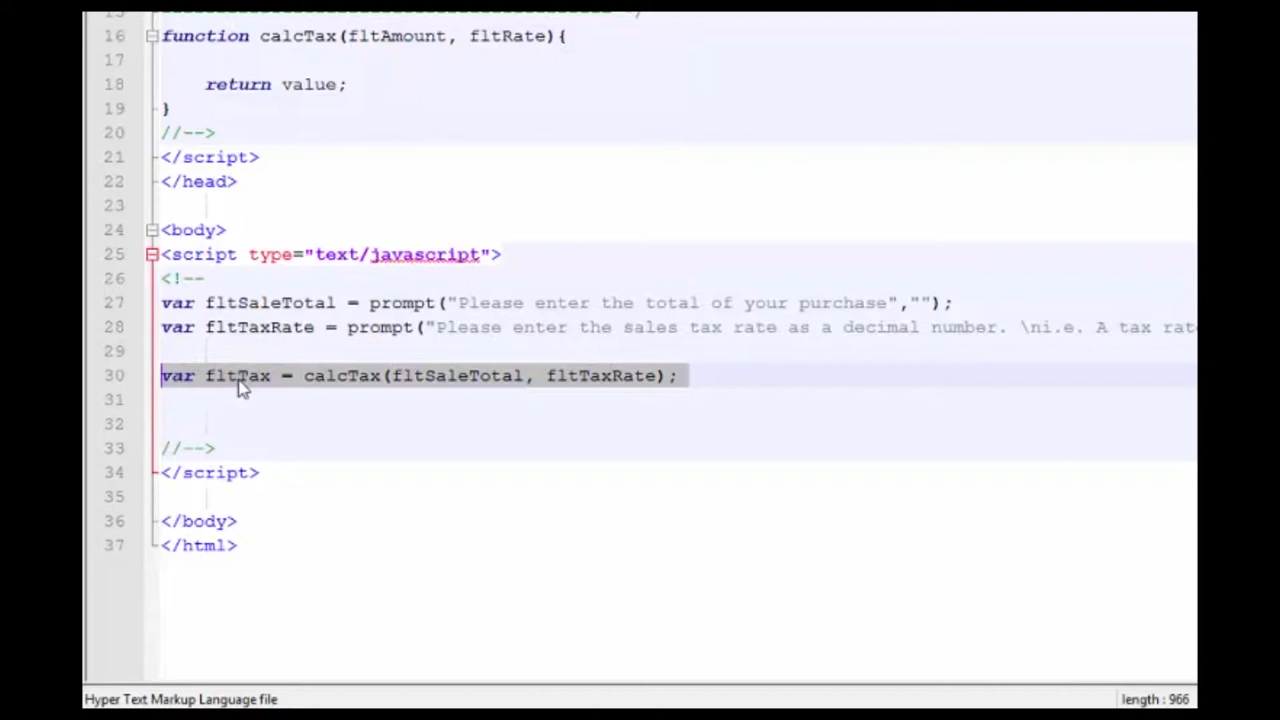 15 */
16 function calcTax(fltAmount, fltRate){
17
18 return value;
19 }
20 //-->
21 </script>
22 </head>
23
24 <body>
25 <script type="text/javascript">
26 <!--
27 var fltSaleTotal = prompt("Please enter the total of your purchase","");
28 var fltTaxRate = prompt("Please enter the sales tax rate as a decimal number. \ni.e. A tax rat
29
30 var fltTax = calcTax(fltSaleTotal, fltTaxRate);
31
32
33 //-->
34 </script>
35
36 </body>
37 </html>
Hyper Text Markup Language file length : 966